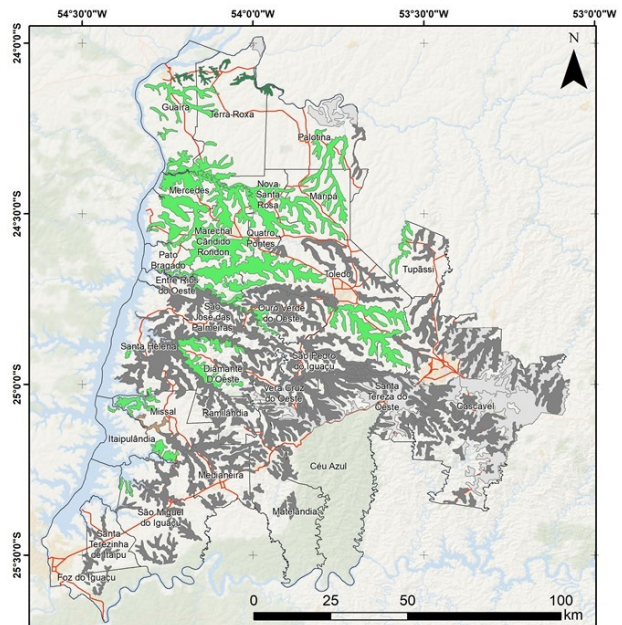 54°30'0"W 54°0'0"W 53°30'0"W 53°0'0"W
24°0'0"S
N
Guaíra
Terra Roxa
Palotina
Mercedes
Nova
Santa
Rosa
Maripá
24°30'0"S
Marechal
Cândido
Rondon
Quatro
Pontes
Pato
Bragado
Toledo
Tupãssi
Entre Rios
do Oeste
São
José das
Palmeiras
Ouro Verde
do Oeste
Santa Helena
São Pedro
do Iguaçu
Diamante
D'Oeste
25°0'0"S
Vera Cruz
do Oeste
Santa
Tereza do
Oeste
Cascavel
Missal
Ramilândia
Itaipulândia
Céu Azul
Medianeira
Matelândia
São Miguel
do Iguaçu
Santa
Terezinha
de Itaipu
25°30'0"S
Foz do Iguaçu
0 25 50 100
km